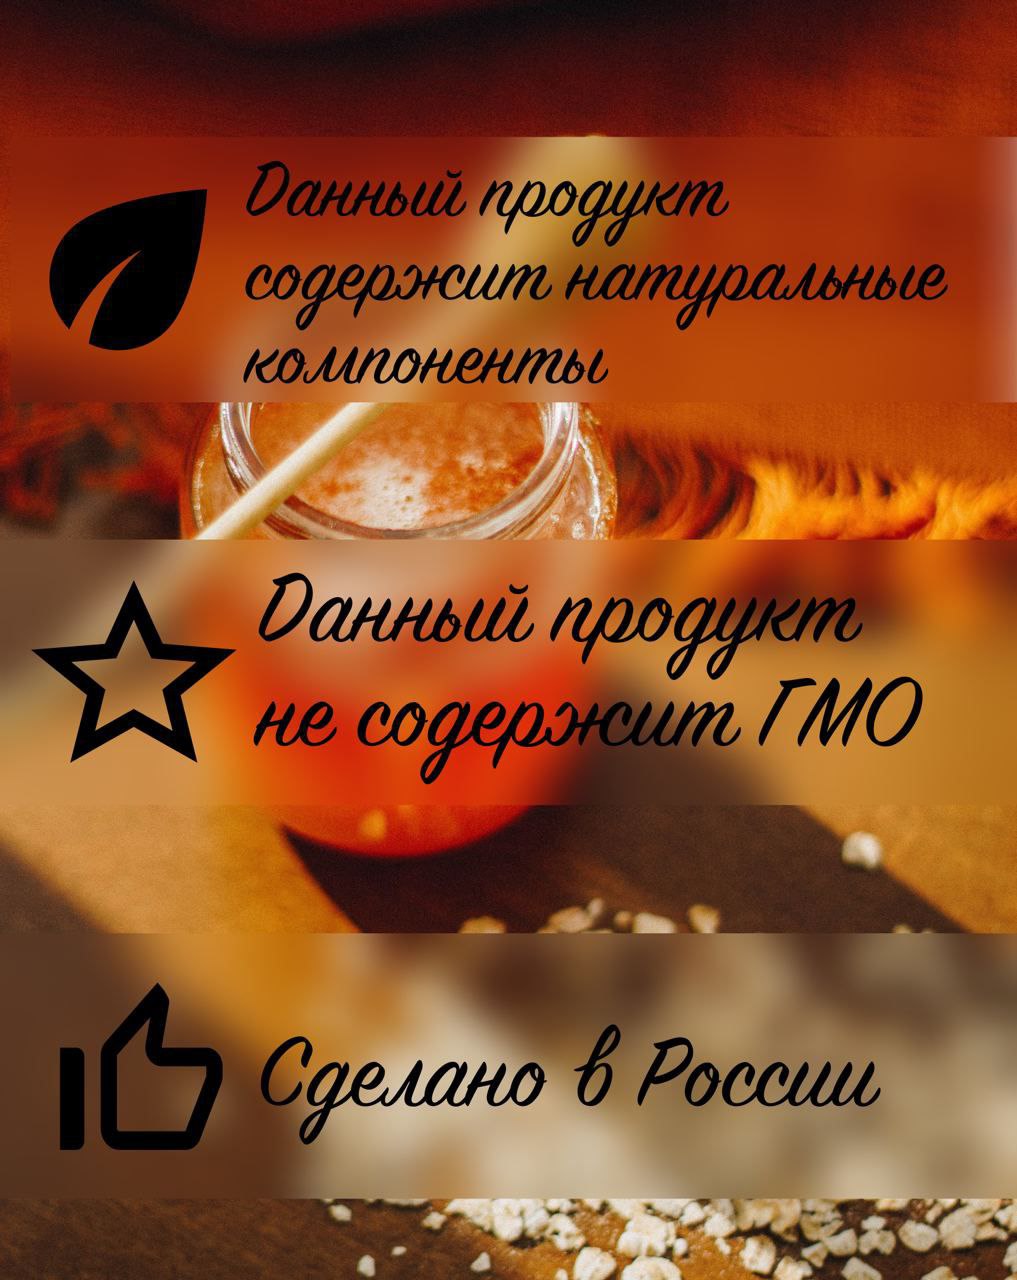 Данный продукт
содержит натуральные
компоненты
Данный продукт
не содержит ГМО
Сделано в России